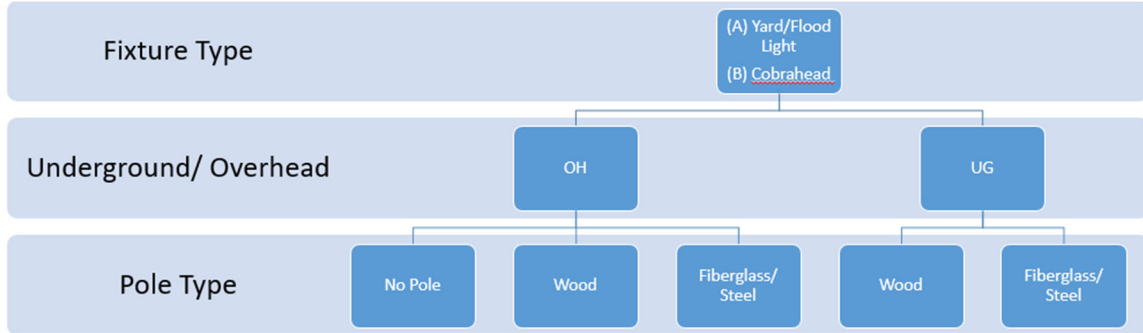 Fixture Type
(A) Yard/Flood
Light
(B) Cobrahead
Underground/ Overhead
OH
UG
Pole Type
No Pole
Wood
Fiberglass/
Steel
Wood
Fiberglass/
Steel